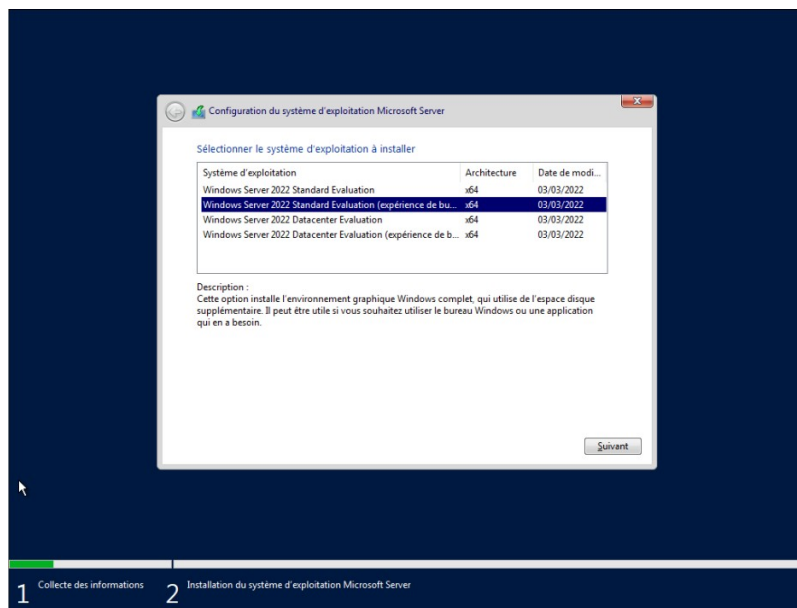 Configuration du système d'exploitation Microsoft Server
Sélectionner le système d'exploitation à installer
Système d'exploitation Architecture Date de modi...
Windows Server 2022 Standard Evaluation x64 03/03/2022
Windows Server 2022 Standard Evaluation (expérience de bu... x64 03/03/2022
Windows Server 2022 Datacenter Evaluation x64 03/03/2022
Windows Server 2022 Datacenter Evaluation (expérience de b... x64 03/03/2022
Description :
Cette option installe l'environnement graphique Windows complet, qui utilise de l'espace disque
supplémentaire. Il peut être utile si vous souhaitez utiliser le bureau Windows ou une application
qui en a besoin.
Suivant
1 Collecte des informations 2 Installation du système d'exploitation Microsoft Server